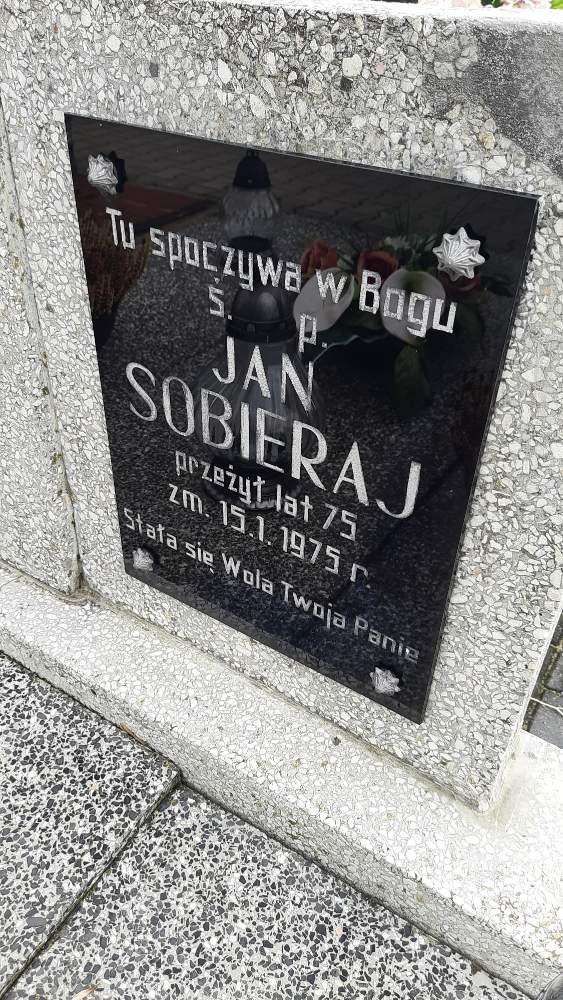 Tu spoczywa w Bogu
ś. p.
JAN
SOBIERAJ
przeżył lat 75
zm. 15.1.1975 r.
Stała się Wola Twoja Panie